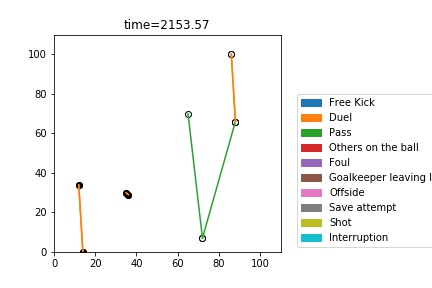 time=2153.57
100
80
60
40
20
0
0 20 40 60 80 100
Free Kick
Duel
Pass
Others on the ball
Foul
Goalkeeper leaving l
Offside
Save attempt
Shot
Interruption